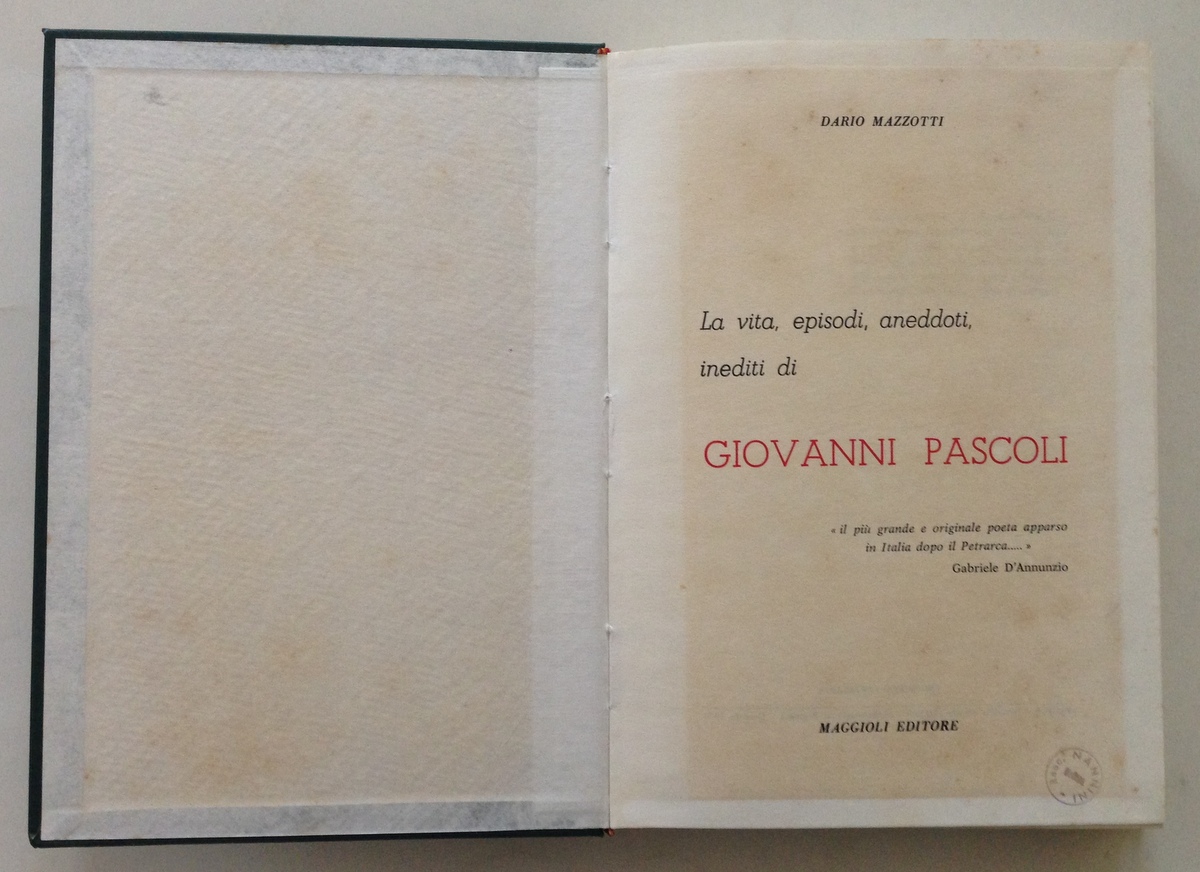 DARIO MAZZOTTI
La vita, episodi, aneddoti,
inediti di
GIOVANNI PASCOLI
« il più grande e originale poeta apparso
in Italia dopo il Petrarca..... »
Gabriele D'Annunzio
MAGGIOLI EDITORE
NANNINI